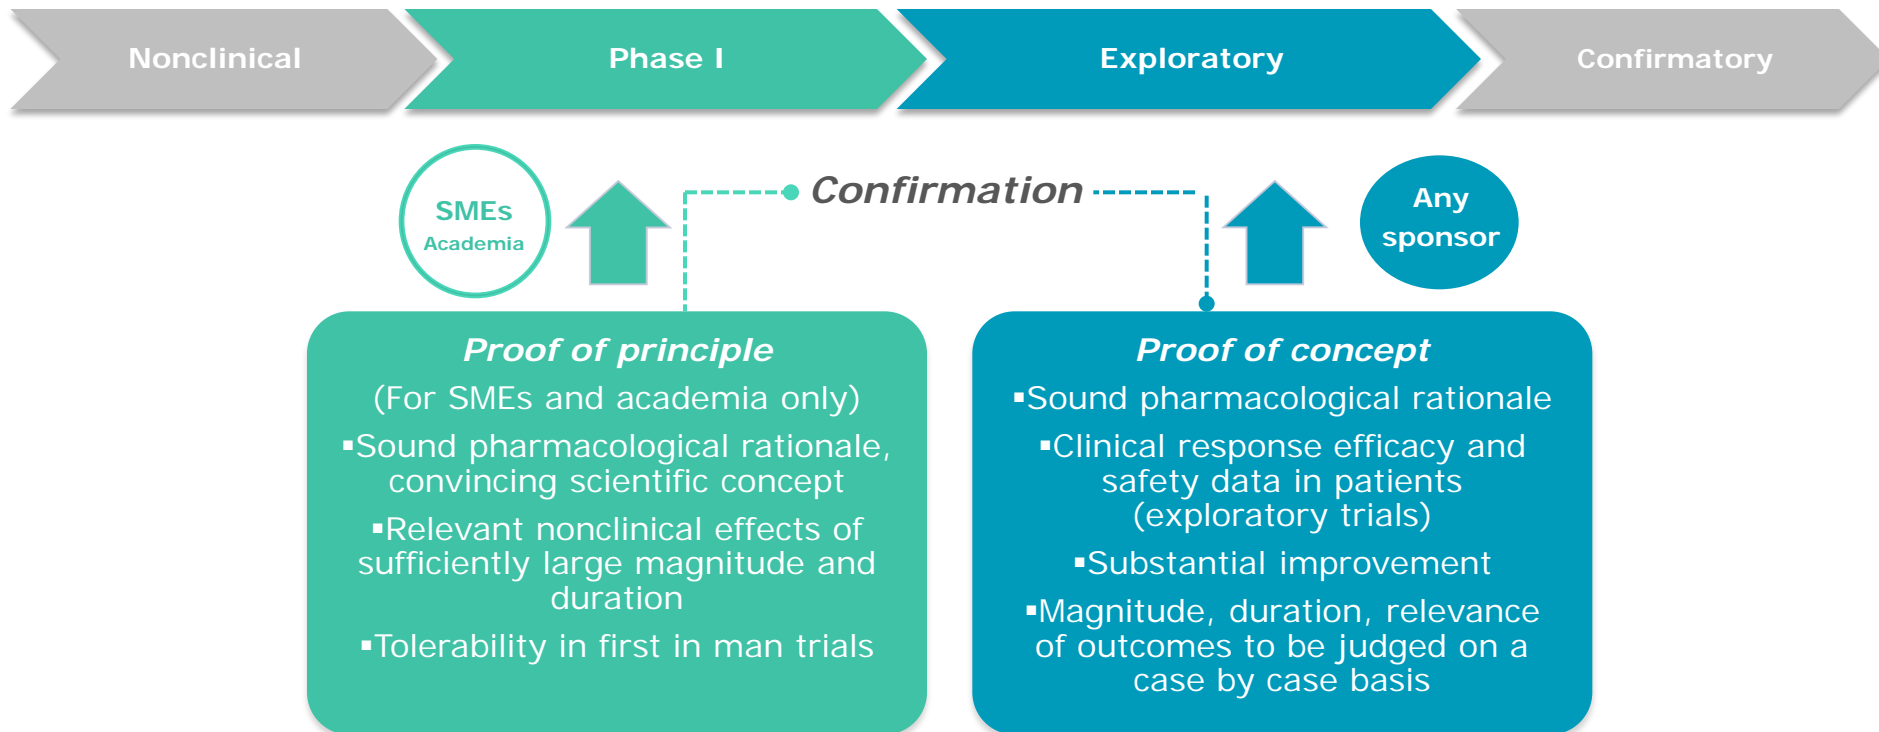 Nonclinical
Phase I
Exploratory
Confirmatory
SMEs
Academia
Confirmation
Any
sponsor
Proof of principle
(For SMEs and academia only)
▪Sound pharmacological rationale,
convincing scientific concept
▪Relevant nonclinical effects of
sufficiently large magnitude and
duration
▪Tolerability in first in man trials
Proof of concept
▪Sound pharmacological rationale
▪Clinical response efficacy and
safety data in patients
(exploratory trials)
▪Substantial improvement
▪Magnitude, duration, relevance
of outcomes to be judged on a
case by case basis